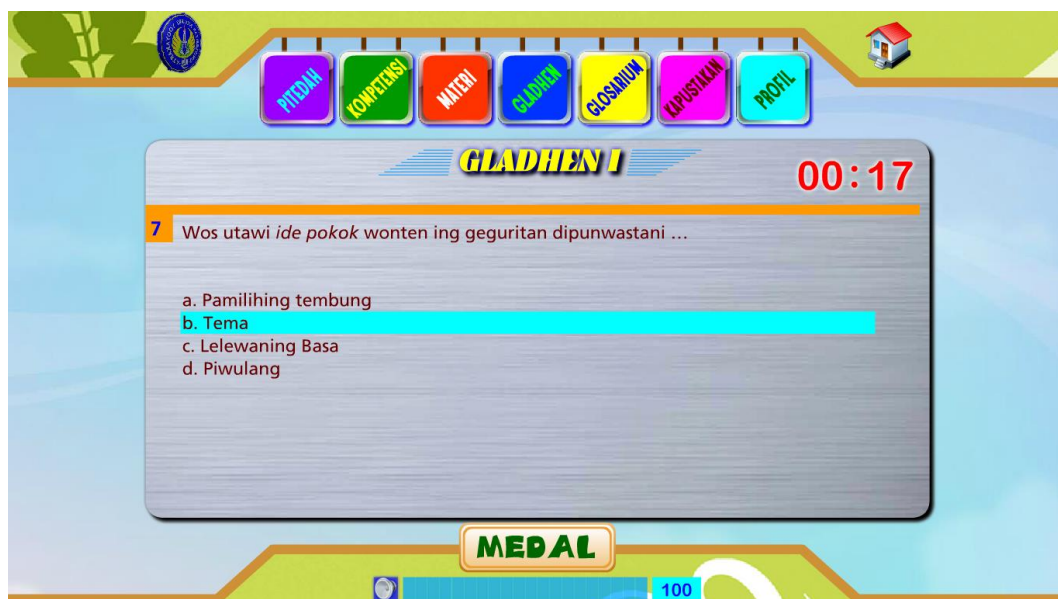 PITEDAH
KOMPETENSI
MATERI
GLADHEN
GLOSARIUM
KAPUSTAKAN
PROFIL
GLADHEN I
00:17
7 Wos utawi ide pokok wonten ing geguritan dipunwastani ...
a. Pamilihing tembung
b. Tema
c. Lelewaning Basa
d. Piwulang
MEDAL
100